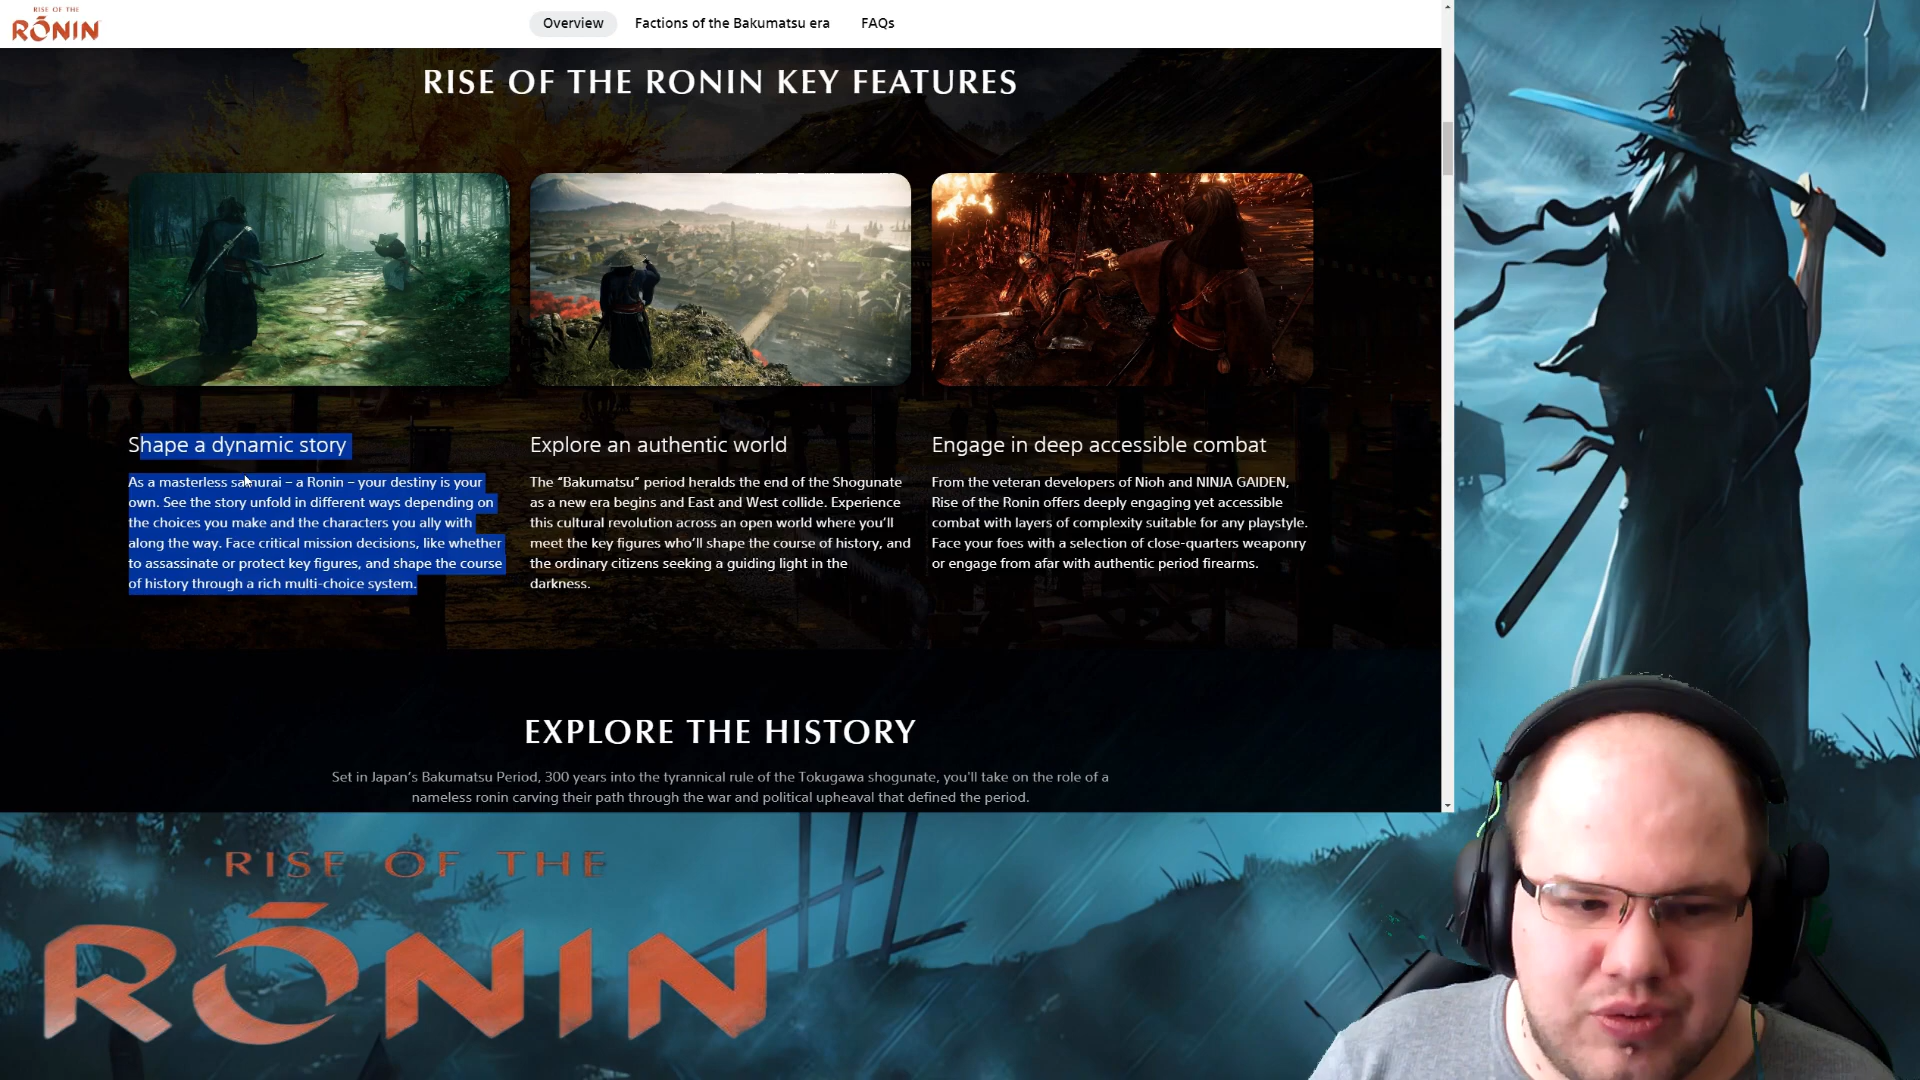 RISE OF THE
RŌNIN
Overview
Factions of the Bakumatsu era
FAQs
RISE OF THE RONIN KEY FEATURES
Shape a dynamic story
As a masterless samurai – a Ronin – your destiny is your
own. See the story unfold in different ways depending on
the choices you make and the characters you ally with
along the way. Face critical mission decisions, like whether
to assassinate or protect key figures, and shape the course
of history through a rich multi-choice system.
Explore an authentic world
The “Bakumatsu” period heralds the end of the Shogunate
as a new era begins and East and West collide. Experience
this cultural revolution across an open world where you’ll
meet the key figures who’ll shape the course of history, and
the ordinary citizens seeking a guiding light in the
darkness.
Engage in deep accessible combat
From the veteran developers of Nioh and NINJA GAIDEN,
Rise of the Ronin offers deeply engaging yet accessible
combat with layers of complexity suitable for any playstyle.
Face your foes with a selection of close-quarters weaponry
or engage from afar with authentic period firearms.
EXPLORE THE HISTORY
Set in Japan’s Bakumatsu Period, 300 years into the tyrannical rule of the Tokugawa shogunate, you'll take on the role of a
nameless ronin carving their path through the war and political upheaval that defined the period.
RISE OF THE
RŌNIN